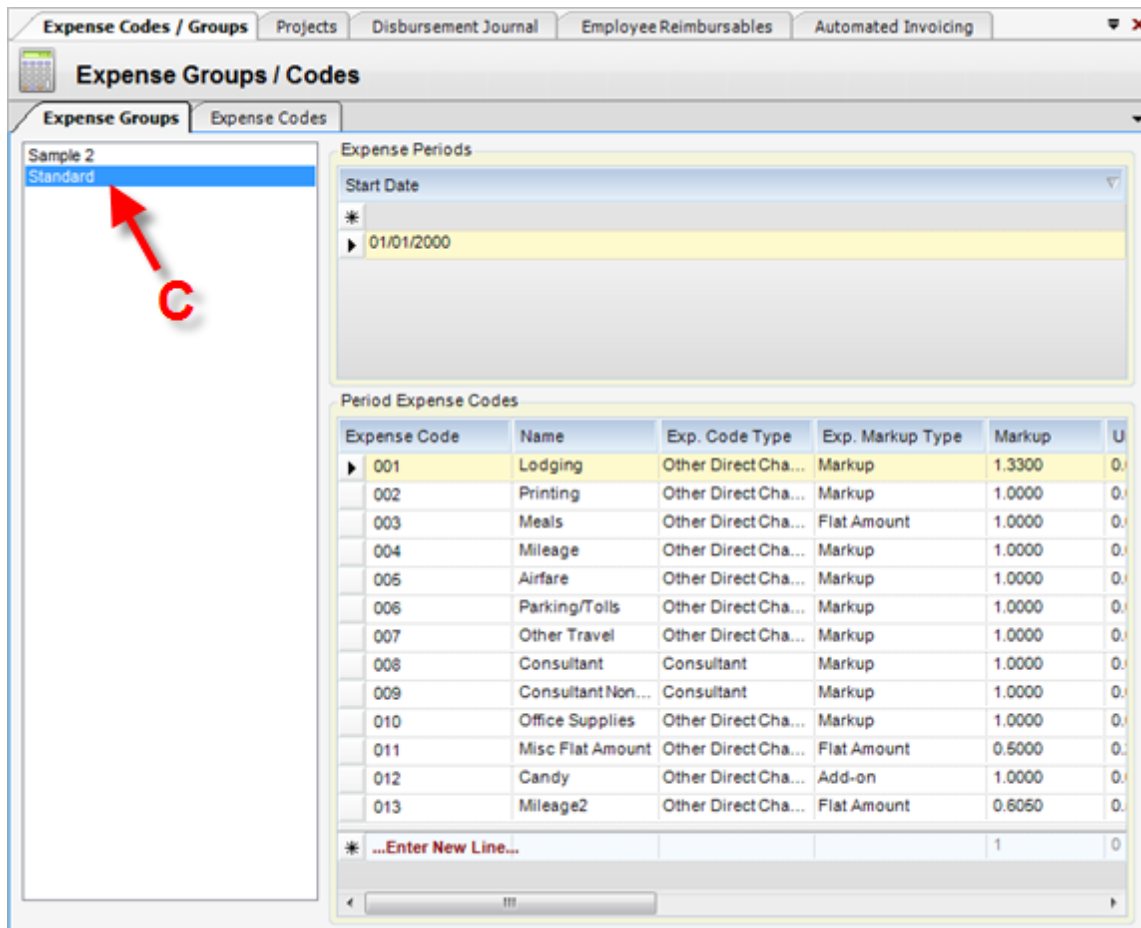 Expense Codes / Groups Projects Disbursement Journal Employee Reimbursables Automated Invoicing
Expense Groups / Codes
Expense Groups Expense Codes
Sample 2
Standard
C
Expense Periods
Start Date
01/01/2000
Period Expense Codes
Expense Code Name Exp. Code Type Exp. Markup Type Markup
001 Lodging Other Direct Cha... Markup 1.3300
002 Printing Other Direct Cha... Markup 1.0000
003 Meals Other Direct Cha... Flat Amount 1.0000
004 Mileage Other Direct Cha... Markup 1.0000
005 Airfare Other Direct Cha... Markup 1.0000
006 Parking/Tolls Other Direct Cha... Markup 1.0000
007 Other Travel Other Direct Cha... Markup 1.0000
008 Consultant Consultant Markup 1.0000
009 Consultant Non... Consultant Markup 1.0000
010 Office Supplies Other Direct Cha... Markup 1.0000
011 Misc Flat Amount Other Direct Cha... Flat Amount 0.5000
012 Candy Other Direct Cha... Add-on 1.0000
013 Mileage2 Other Direct Cha... Flat Amount 0.6050
...Enter New Line... 1 0